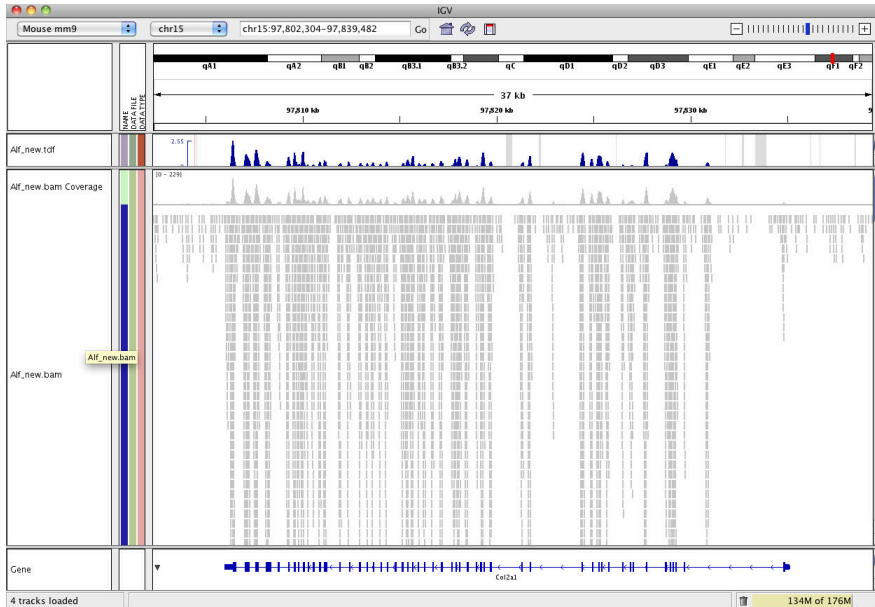 IGV
Mouse mm9 chr15 chr15:97,802,304-97,839,482 Go
qA1 qA2 qB1 qB2 qB3.1 qB3.2 qC qD1 qD2 qD3 qE1 qE2 qE3 qF1 qF2
37 kb
97,810 kb 97,820 kb 97,830 kb 9
NAME
DATA FILE
DATA TYPE
Alf_new.tdf
2.55
Alf_new.bam Coverage
[0 - 229]
Alf_new.bam
Alf_new.bam
Gene
Col2a1
4 tracks loaded
134M of 176M